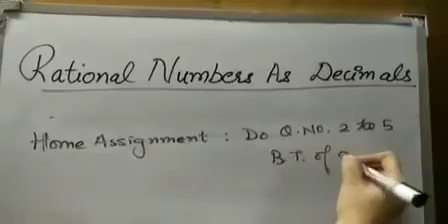 Rational Numbers As Decimals
Home Assignment : Do Q. No. 2 to 5
B T. of